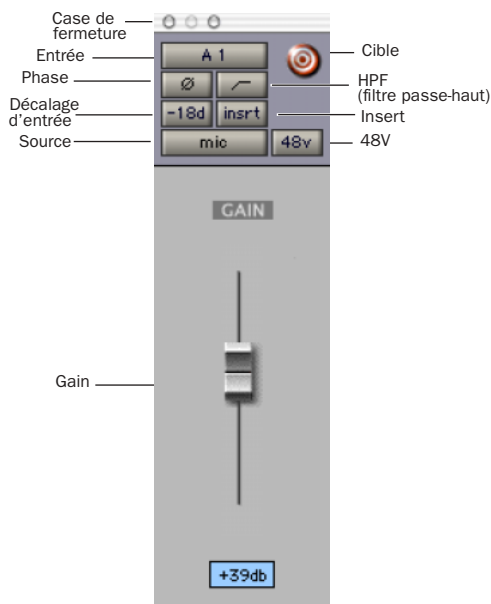 Case de
fermeture
Entrée
A 1
Cible
Phase
Ø
HPF
(filtre passe-haut)
Décalage
d'entrée
-18d
insrt
Insert
Source
mic
48v
48V
GAIN
Gain
+39db